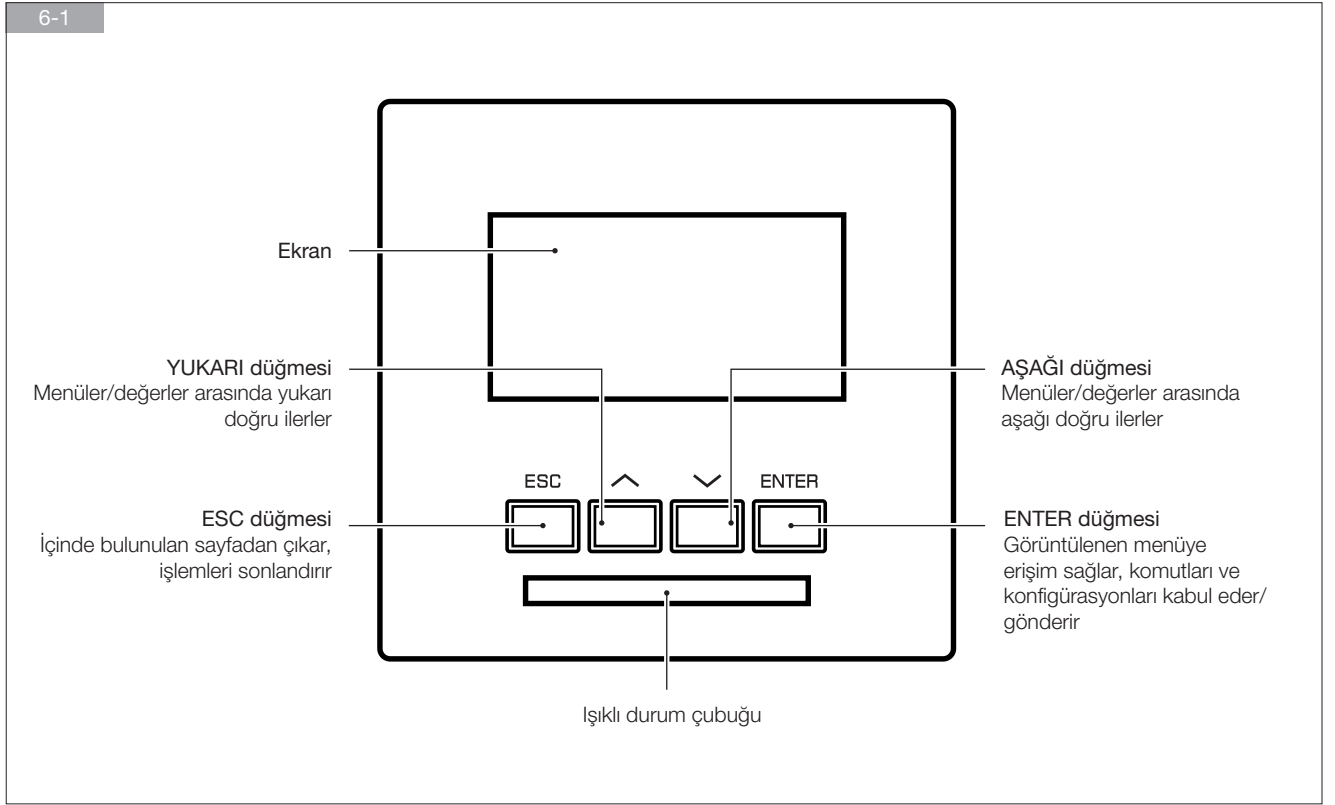 6-1
Ekran
YUKARI düğmesi
Menüler/değerler arasında yukarı
doğru ilerler
AŞAĞI düğmesi
Menüler/değerler arasında
aşağı doğru ilerler
ESC
ENTER
ESC düğmesi
İçinde bulunulan sayfadan çıkar,
işlemleri sonlandırır
ENTER düğmesi
Görüntülenen menüye
erişim sağlar, komutları ve
konfigürasyonları kabul eder/
gönderir
Işıklı durum çubuğu